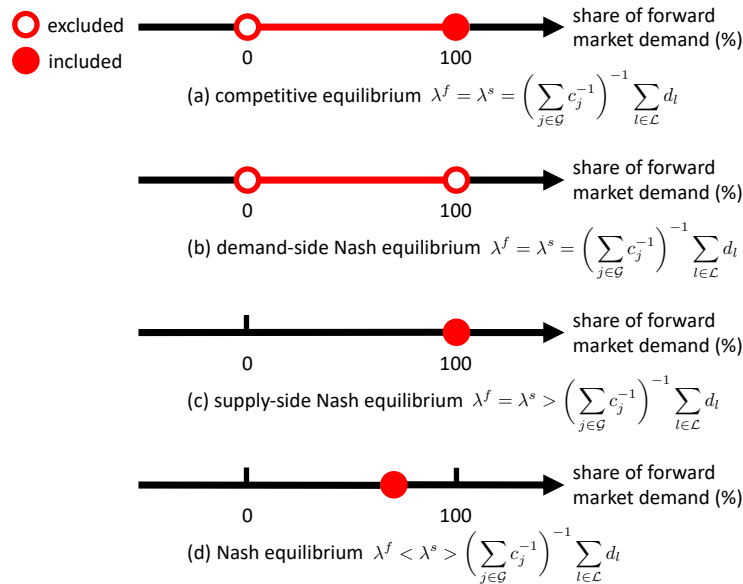 excluded
included
share of forward
market demand (%)
0 100
(a) competitive equilibrium λ^f = λ^s = (∑_{j∈𝒢} c_j^{-1})^{-1} ∑_{l∈ℒ} d_l
share of forward
market demand (%)
0 100
(b) demand-side Nash equilibrium λ^f = λ^s = (∑_{j∈𝒢} c_j^{-1})^{-1} ∑_{l∈ℒ} d_l
share of forward
market demand (%)
0 100
(c) supply-side Nash equilibrium λ^f = λ^s > (∑_{j∈𝒢} c_j^{-1})^{-1} ∑_{l∈ℒ} d_l
share of forward
market demand (%)
0 100
(d) Nash equilibrium λ^f < λ^s > (∑_{j∈𝒢} c_j^{-1})^{-1} ∑_{l∈ℒ} d_l